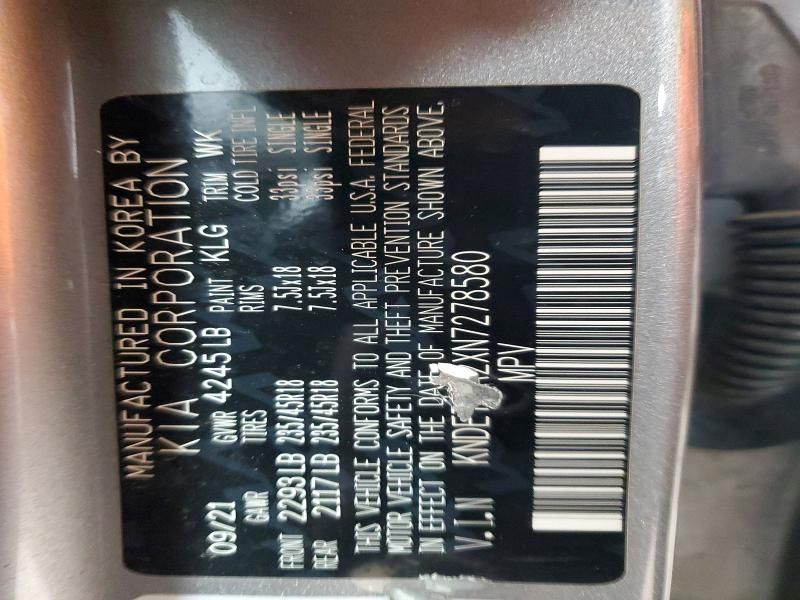 MANUFACTURED IN KOREA BY
KIA CORPORATION
09/21 GVWR 4245LB PAINT KLG TRIM WK
GAWR TIRES RIMS COLD TIRE INFL
FRONT 2293LB 235/45R18 7.5Jx18 33psi SINGLE
REAR 2117LB 235/45R18 7.5Jx18 33psi SINGLE
THIS VEHICLE CONFORMS TO ALL APPLICABLE U.S.A. FEDERAL
MOTOR VEHICLE SAFETY AND THEFT PREVENTION STANDARDS
IN EFFECT ON THE DATE OF MANUFACTURE SHOWN ABOVE.
V.I.N
MPV